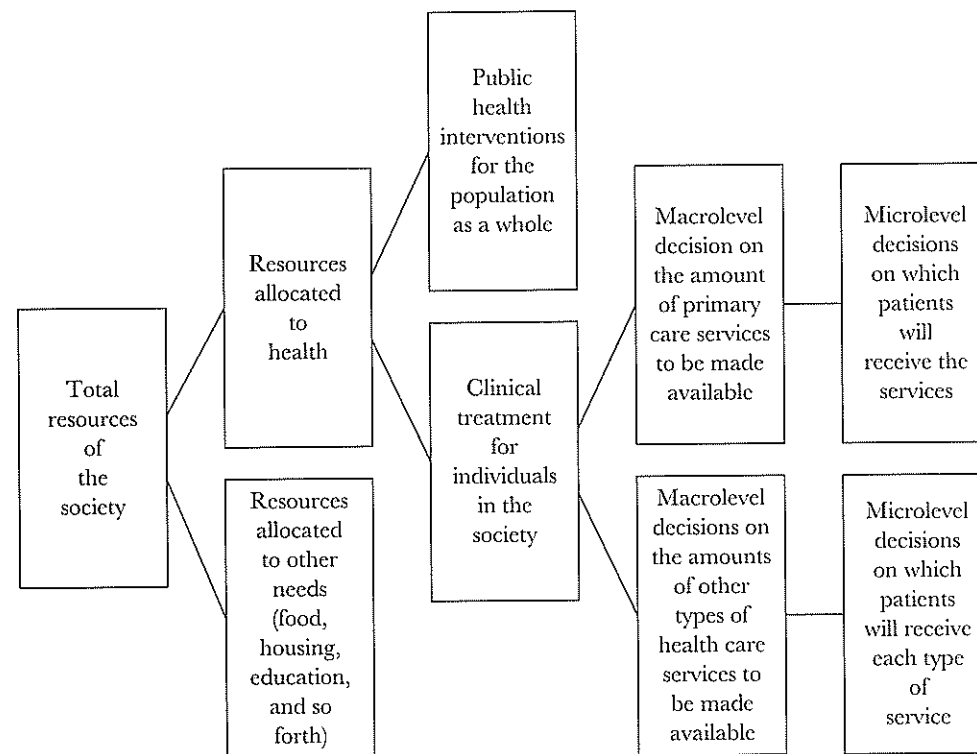 Total
resources
of
the
society
Resources
allocated
to
health
Resources
allocated
to other
needs
(food,
housing,
education,
and so
forth)
Public
health
interventions
for the
population
as a whole
Clinical
treatment
for
individuals
in the
society
Macrolevel
decision on
the amount
of primary
care services
to be made
available
Macrolevel
decisions on
the amounts
of other
types of
health care
services to
be made
available
Microlevel
decisions
on which
patients
will
receive the
services
Microlevel
decisions
on which
patients
will receive
each type
of
service